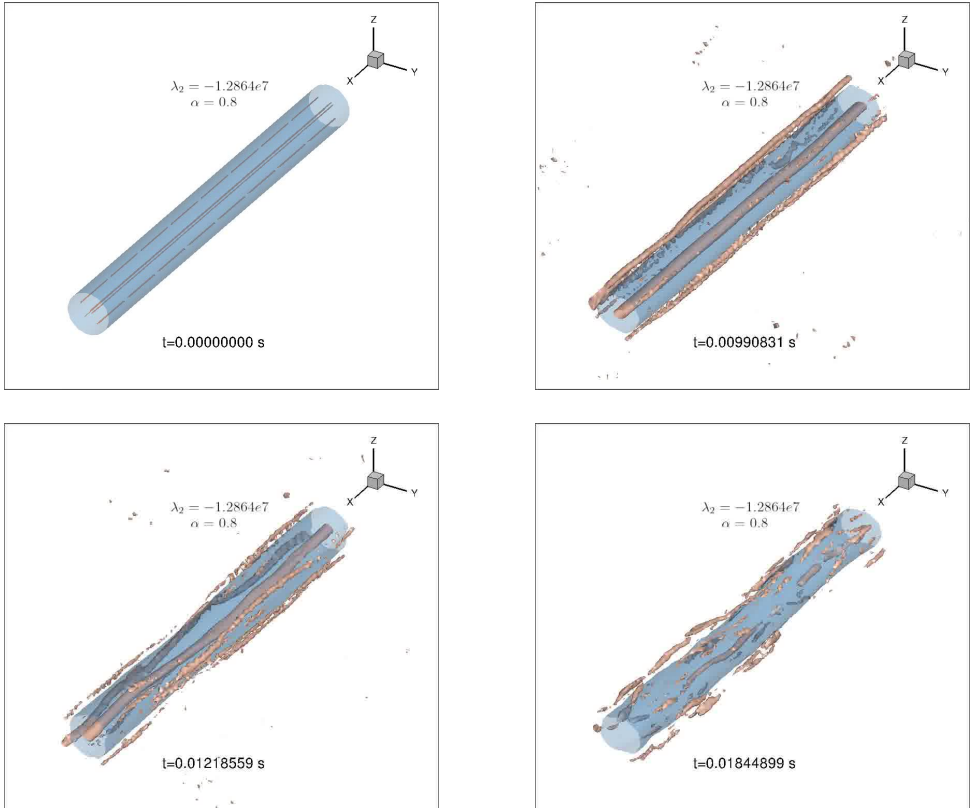 Z
X
Y
λ₂ = −1.2864e7
α = 0.8
t=0.00000000 s
Z
X
Y
λ₂ = −1.2864e7
α = 0.8
t=0.00990831 s
Z
X
Y
λ₂ = −1.2864e7
α = 0.8
t=0.01218559 s
Z
X
Y
λ₂ = −1.2864e7
α = 0.8
t=0.01844899 s